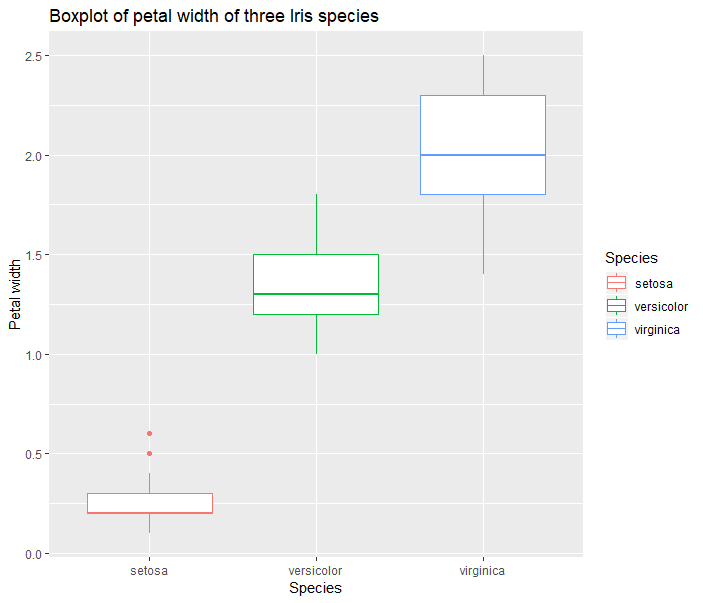 Boxplot of petal width of three Iris species
Petal width
2.5
2.0
1.5
1.0
0.5
0.0
setosa versicolor virginica
Species
Species
setosa
versicolor
virginica